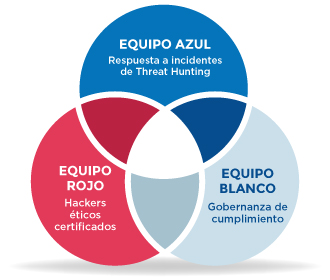 EQUIPO AZUL
Respuesta a incidentes
de Threat Hunting
EQUIPO
ROJO
Hackers
éticos
certificados
EQUIPO
BLANCO
Gobernanza de
cumplimiento